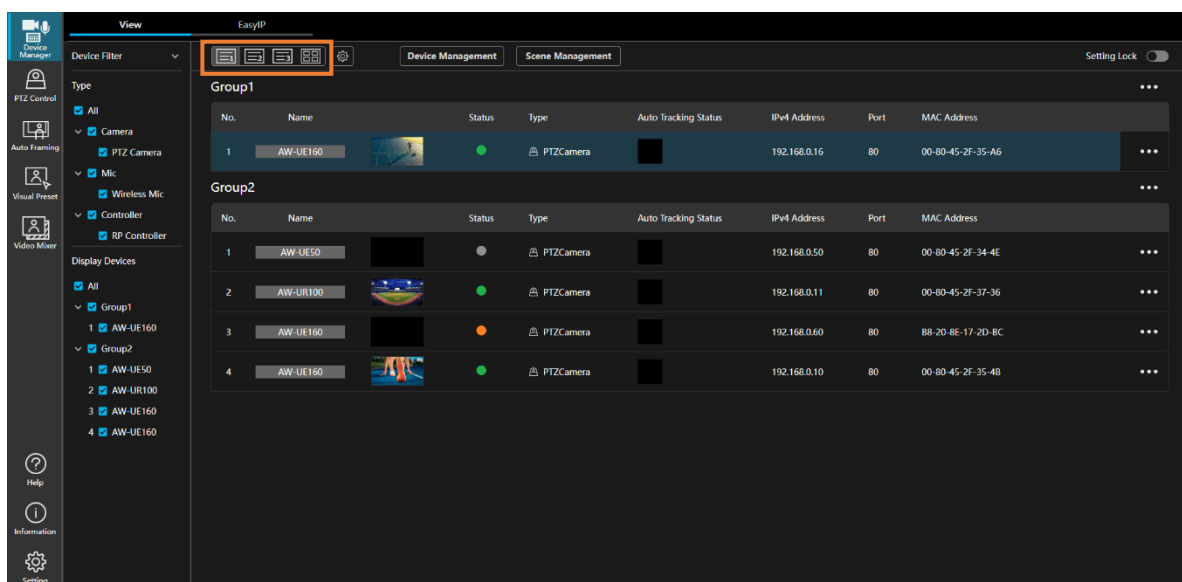 View
EasyIP
Device Manager
PTZ Control
Auto Framing
Visual Preset
Video Mixer
Help
Information
Setting
Device Filter
Type
All
Camera
PTZ Camera
Mic
Wireless Mic
Controller
RP Controller
Display Devices
All
Group1
1 AW-UE160
Group2
1 AW-UE50
2 AW-UR100
3 AW-UE160
4 AW-UE160
1 2 3
Device Management
Scene Management
Setting Lock
Group1
No. Name Status Type Auto Tracking Status IPv4 Address Port MAC Address
1 AW-UE160 PTZCamera 192.168.0.16 80 00-80-45-2F-35-A6
Group2
No. Name Status Type Auto Tracking Status IPv4 Address Port MAC Address
1 AW-UE50 PTZCamera 192.168.0.50 80 00-80-45-2F-34-4E
2 AW-UR100 PTZCamera 192.168.0.11 80 00-80-45-2F-37-36
3 AW-UE160 PTZCamera 192.168.0.60 80 B8-20-8E-17-2D-BC
4 AW-UE160 PTZCamera 192.168.0.10 80 00-80-45-2F-35-4B